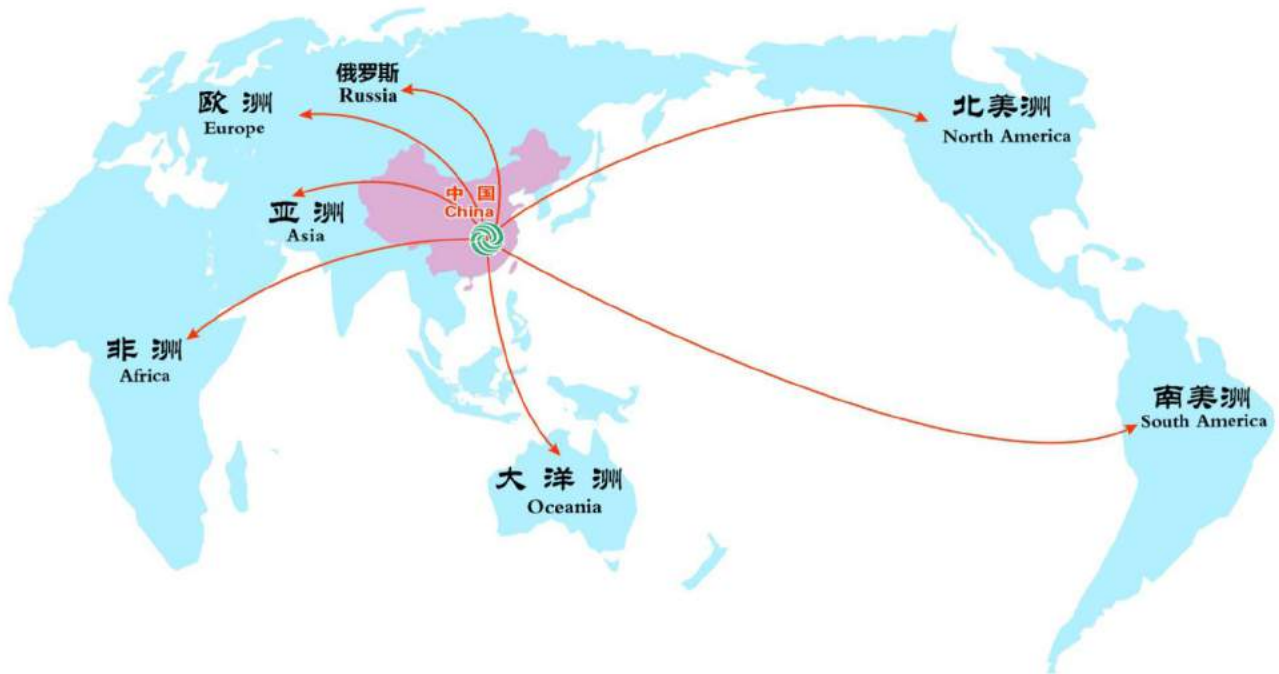 俄罗斯
Russia
欧 洲
Europe
北美洲
North America
中 国
China
亚 洲
Asia
非 洲
Africa
南美洲
South America
大 洋 洲
Oceania